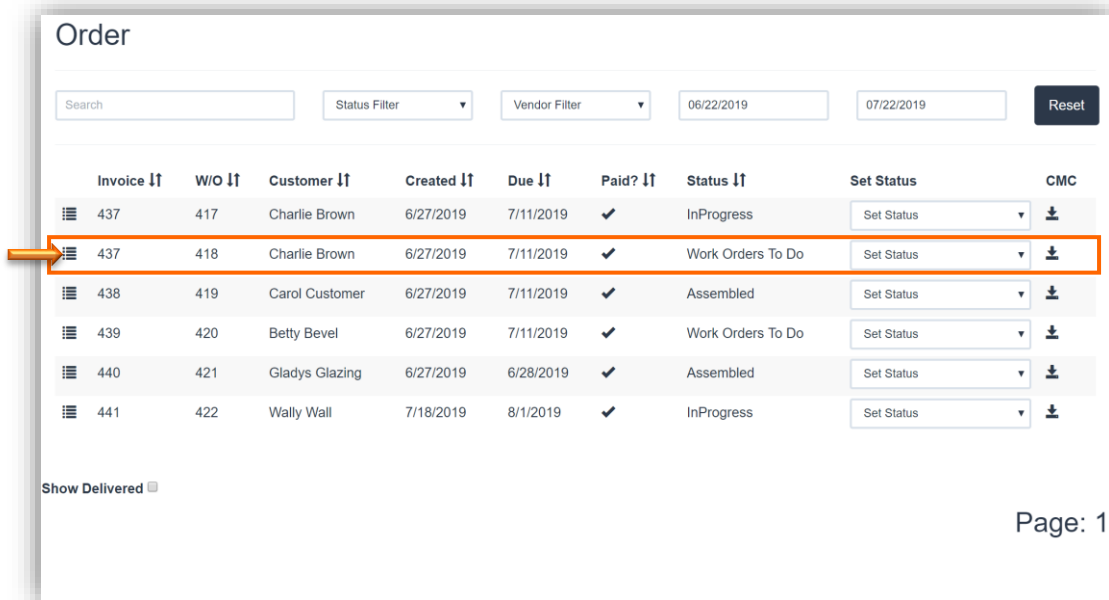 Order
Search Status Filter Vendor Filter 06/22/2019 07/22/2019 Reset
Invoice W/O Customer Created Due Paid? Status Set Status CMC
437 417 Charlie Brown 6/27/2019 7/11/2019 InProgress Set Status
437 418 Charlie Brown 6/27/2019 7/11/2019 Work Orders To Do Set Status
438 419 Carol Customer 6/27/2019 7/11/2019 Assembled Set Status
439 420 Betty Bevel 6/27/2019 7/11/2019 Work Orders To Do Set Status
440 421 Gladys Glazing 6/27/2019 6/28/2019 Assembled Set Status
441 422 Wally Wall 7/18/2019 8/1/2019 InProgress Set Status
Show Delivered
Page: 1